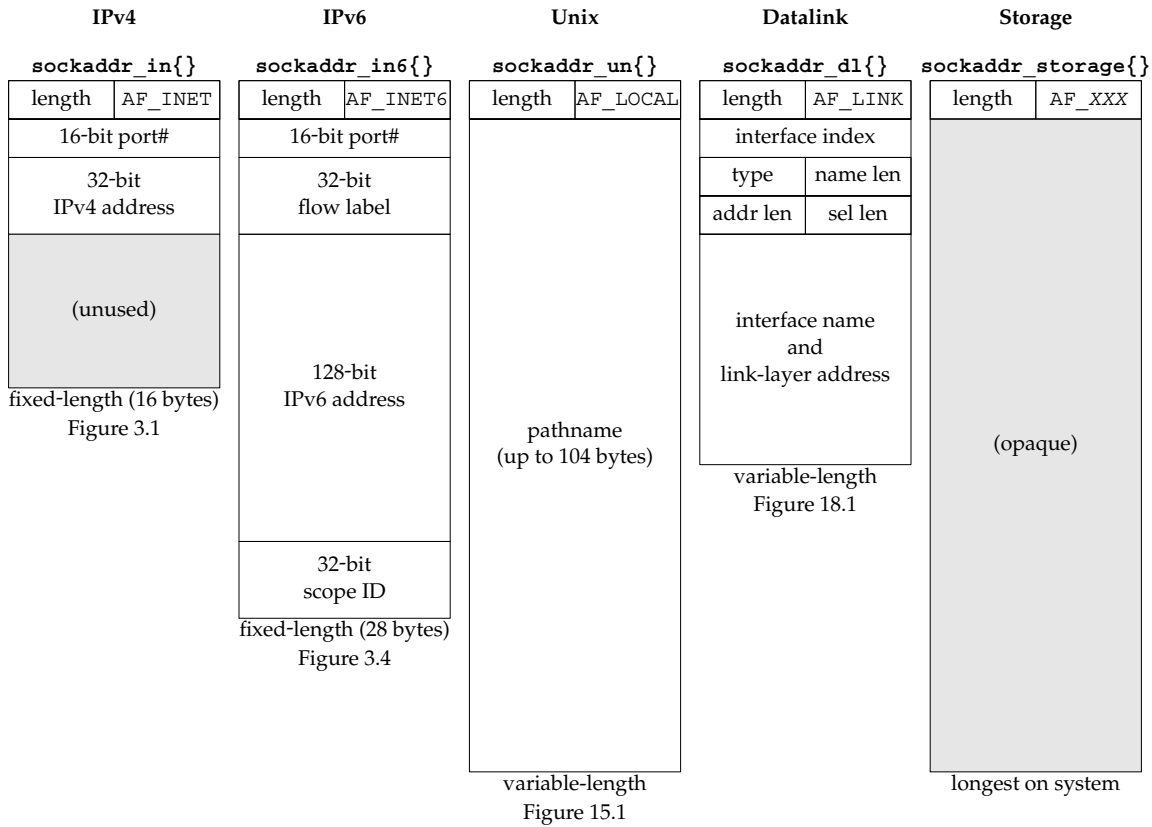 IPv4
sockaddr_in{}
length AF_INET
16-bit port#
32-bit
IPv4 address
(unused)
fixed-length (16 bytes)
Figure 3.1
IPv6
sockaddr_in6{}
length AF_INET6
16-bit port#
32-bit
flow label
128-bit
IPv6 address
32-bit
scope ID
fixed-length (28 bytes)
Figure 3.4
Unix
sockaddr_un{}
length AF_LOCAL
pathname
(up to 104 bytes)
variable-length
Figure 15.1
Datalink
sockaddr_dl{}
length AF_LINK
interface index
type name len
addr len sel len
interface name
and
link-layer address
variable-length
Figure 18.1
Storage
sockaddr_storage{}
length AF_XXX
(opaque)
longest on system